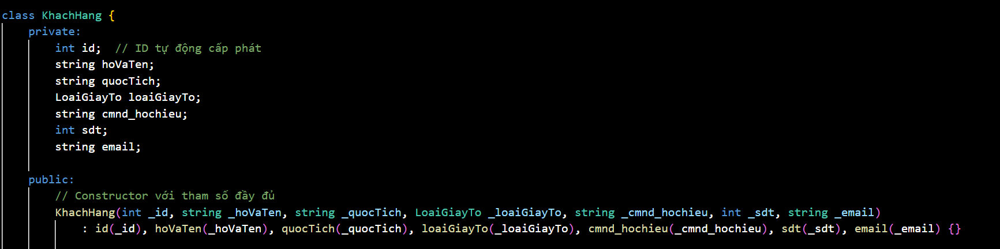 class KhachHang {
private:
int id;  // ID tự động cấp phát
string hoVaTen;
string quocTich;
LoaiGiayTo loaiGiayTo;
string cmnd_hochieu;
int sdt;
string email;
public:
// Constructor với tham số đầy đủ
KhachHang(int _id, string _hoVaTen, string _quocTich, LoaiGiayTo _loaiGiayTo, string _cmnd_hochieu, int _sdt, string _email)
: id(_id), hoVaTen(_hoVaTen), quocTich(_quocTich), loaiGiayTo(_loaiGiayTo), cmnd_hochieu(_cmnd_hochieu), sdt(_sdt), email(_email) {}